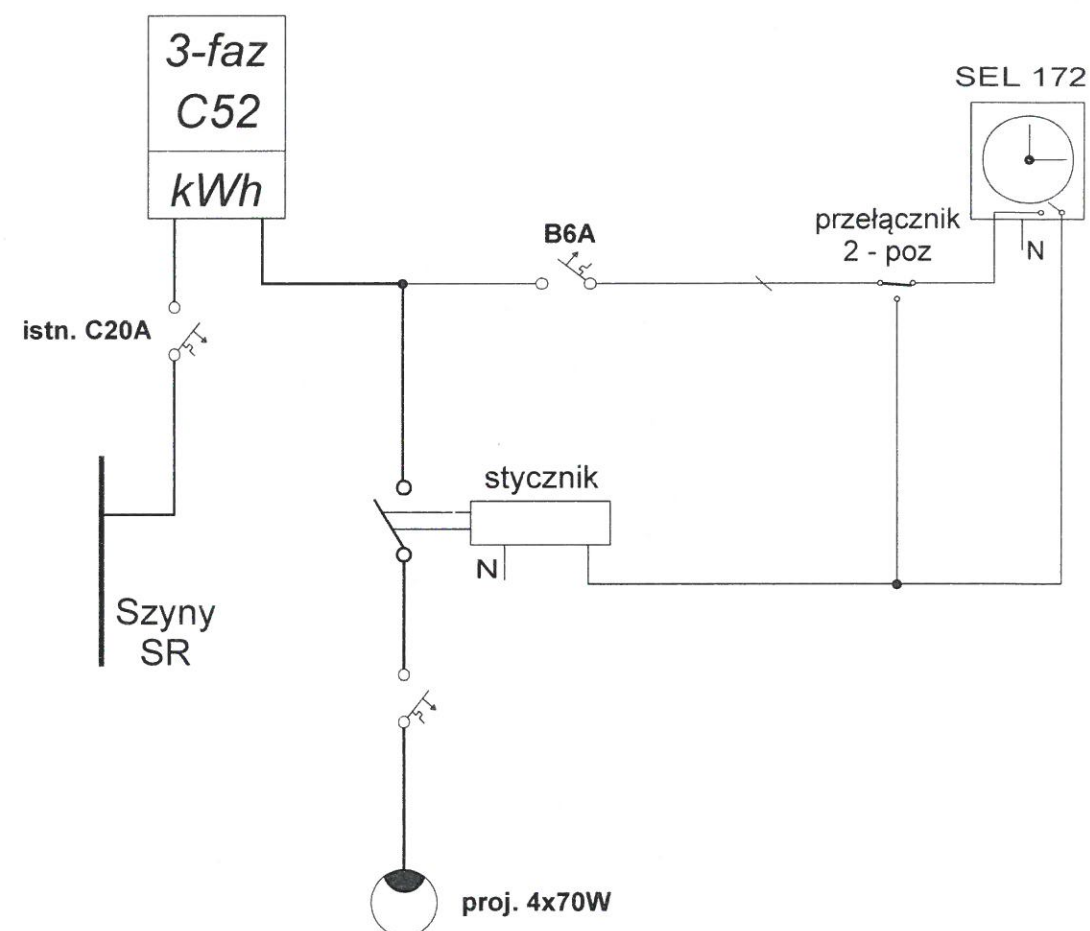 3-faz
C52
kWh
SEL 172
przełącznik
2 - poz
N
B6A
istn. C20A
stycznik
N
Szyny
SR
proj. 4x70W